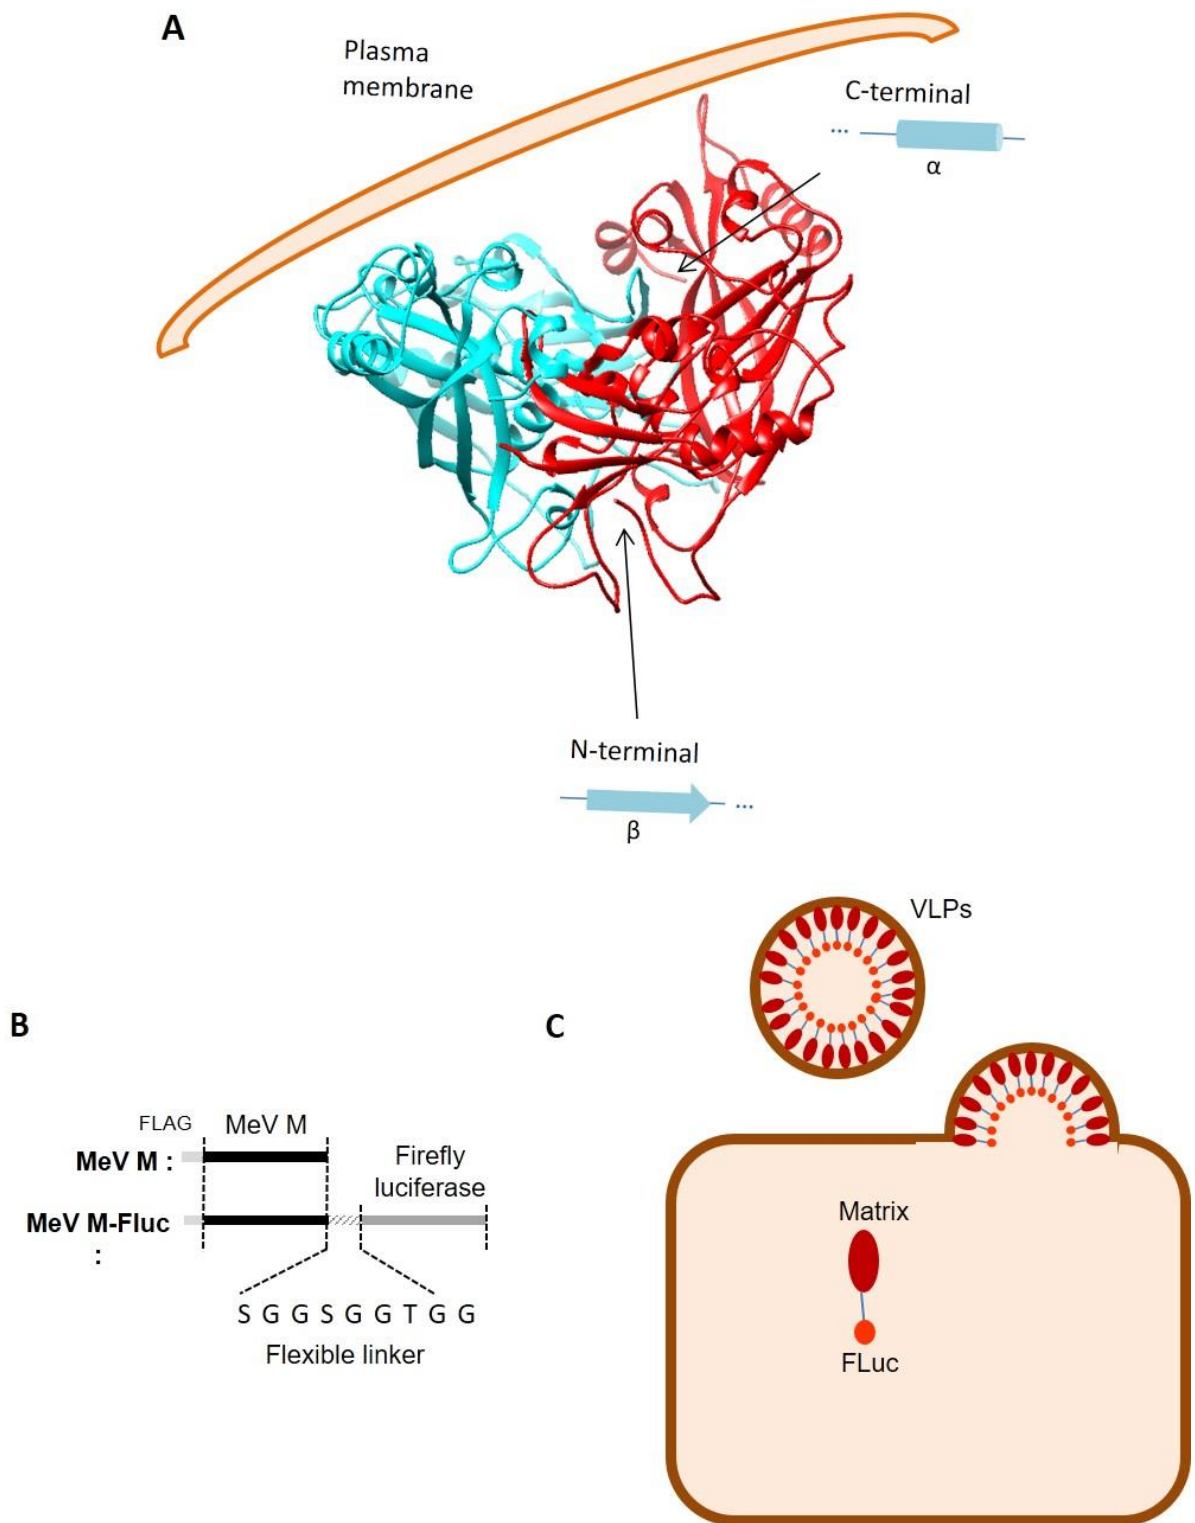 A
Plasma
membrane
C-terminal
...
α
N-terminal
...
β
VLPs
B
C
FLAG
MeV M
MeV M :
Firefly
luciferase
MeV M-Fluc
:
S G G S G G T G G
Flexible linker
Matrix
FLuc